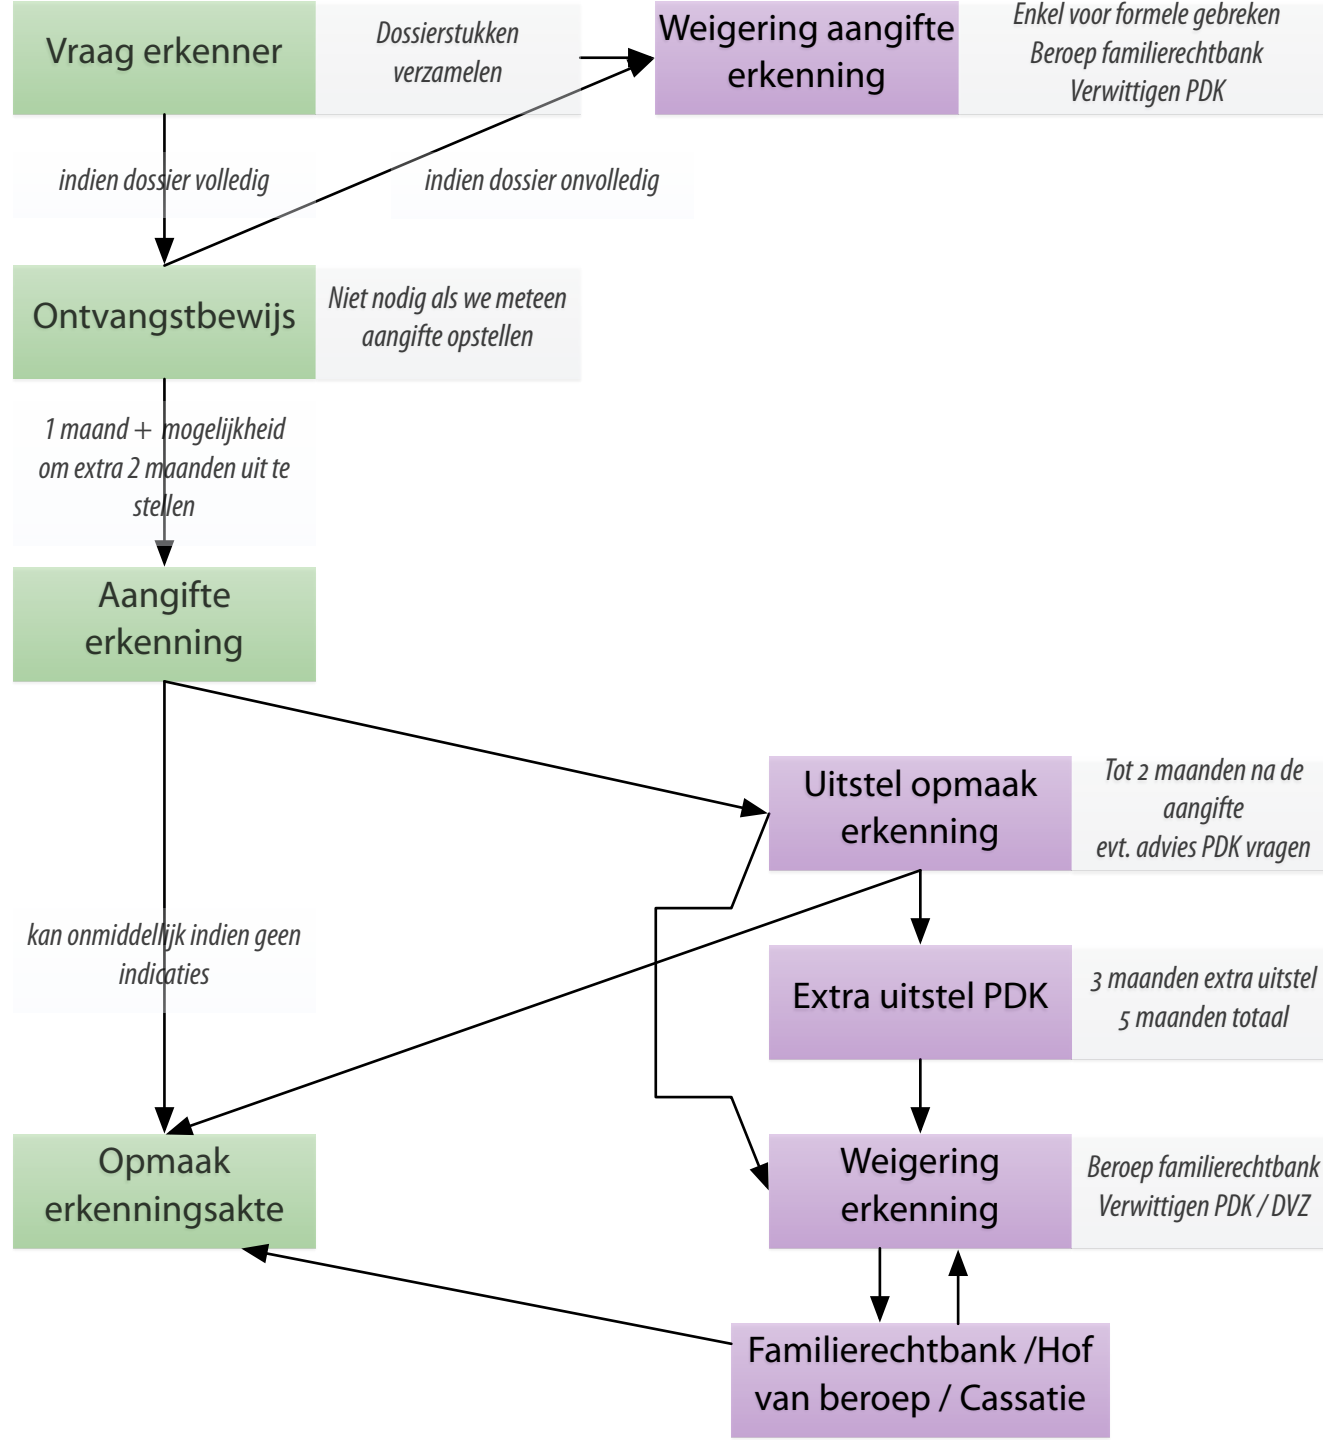 Vraag erkenner
Dossierstukken
verzamelen
Weigering aangifte
erkenning
Enkel voor formele gebreken
Beroep familierechtbank
Verwittigen PDK
indien dossier volledig
indien dossier onvolledig
Ontvangstbewijs
Niet nodig als we meteen
aangifte opstellen
1 maand + mogelijkheid
om extra 2 maanden uit te
stellen
Aangifte
erkenning
Uitstel opmaak
erkenning
Tot 2 maanden na de
aangifte
evt. advies PDK vragen
kan onmiddellijk indien geen
indicaties
Extra uitstel PDK
3 maanden extra uitstel
5 maanden totaal
Opmaak
erkenningsakte
Weigering
erkenning
Beroep familierechtbank
Verwittigen PDK / DVZ
Familierechtbank /Hof
van beroep / Cassatie